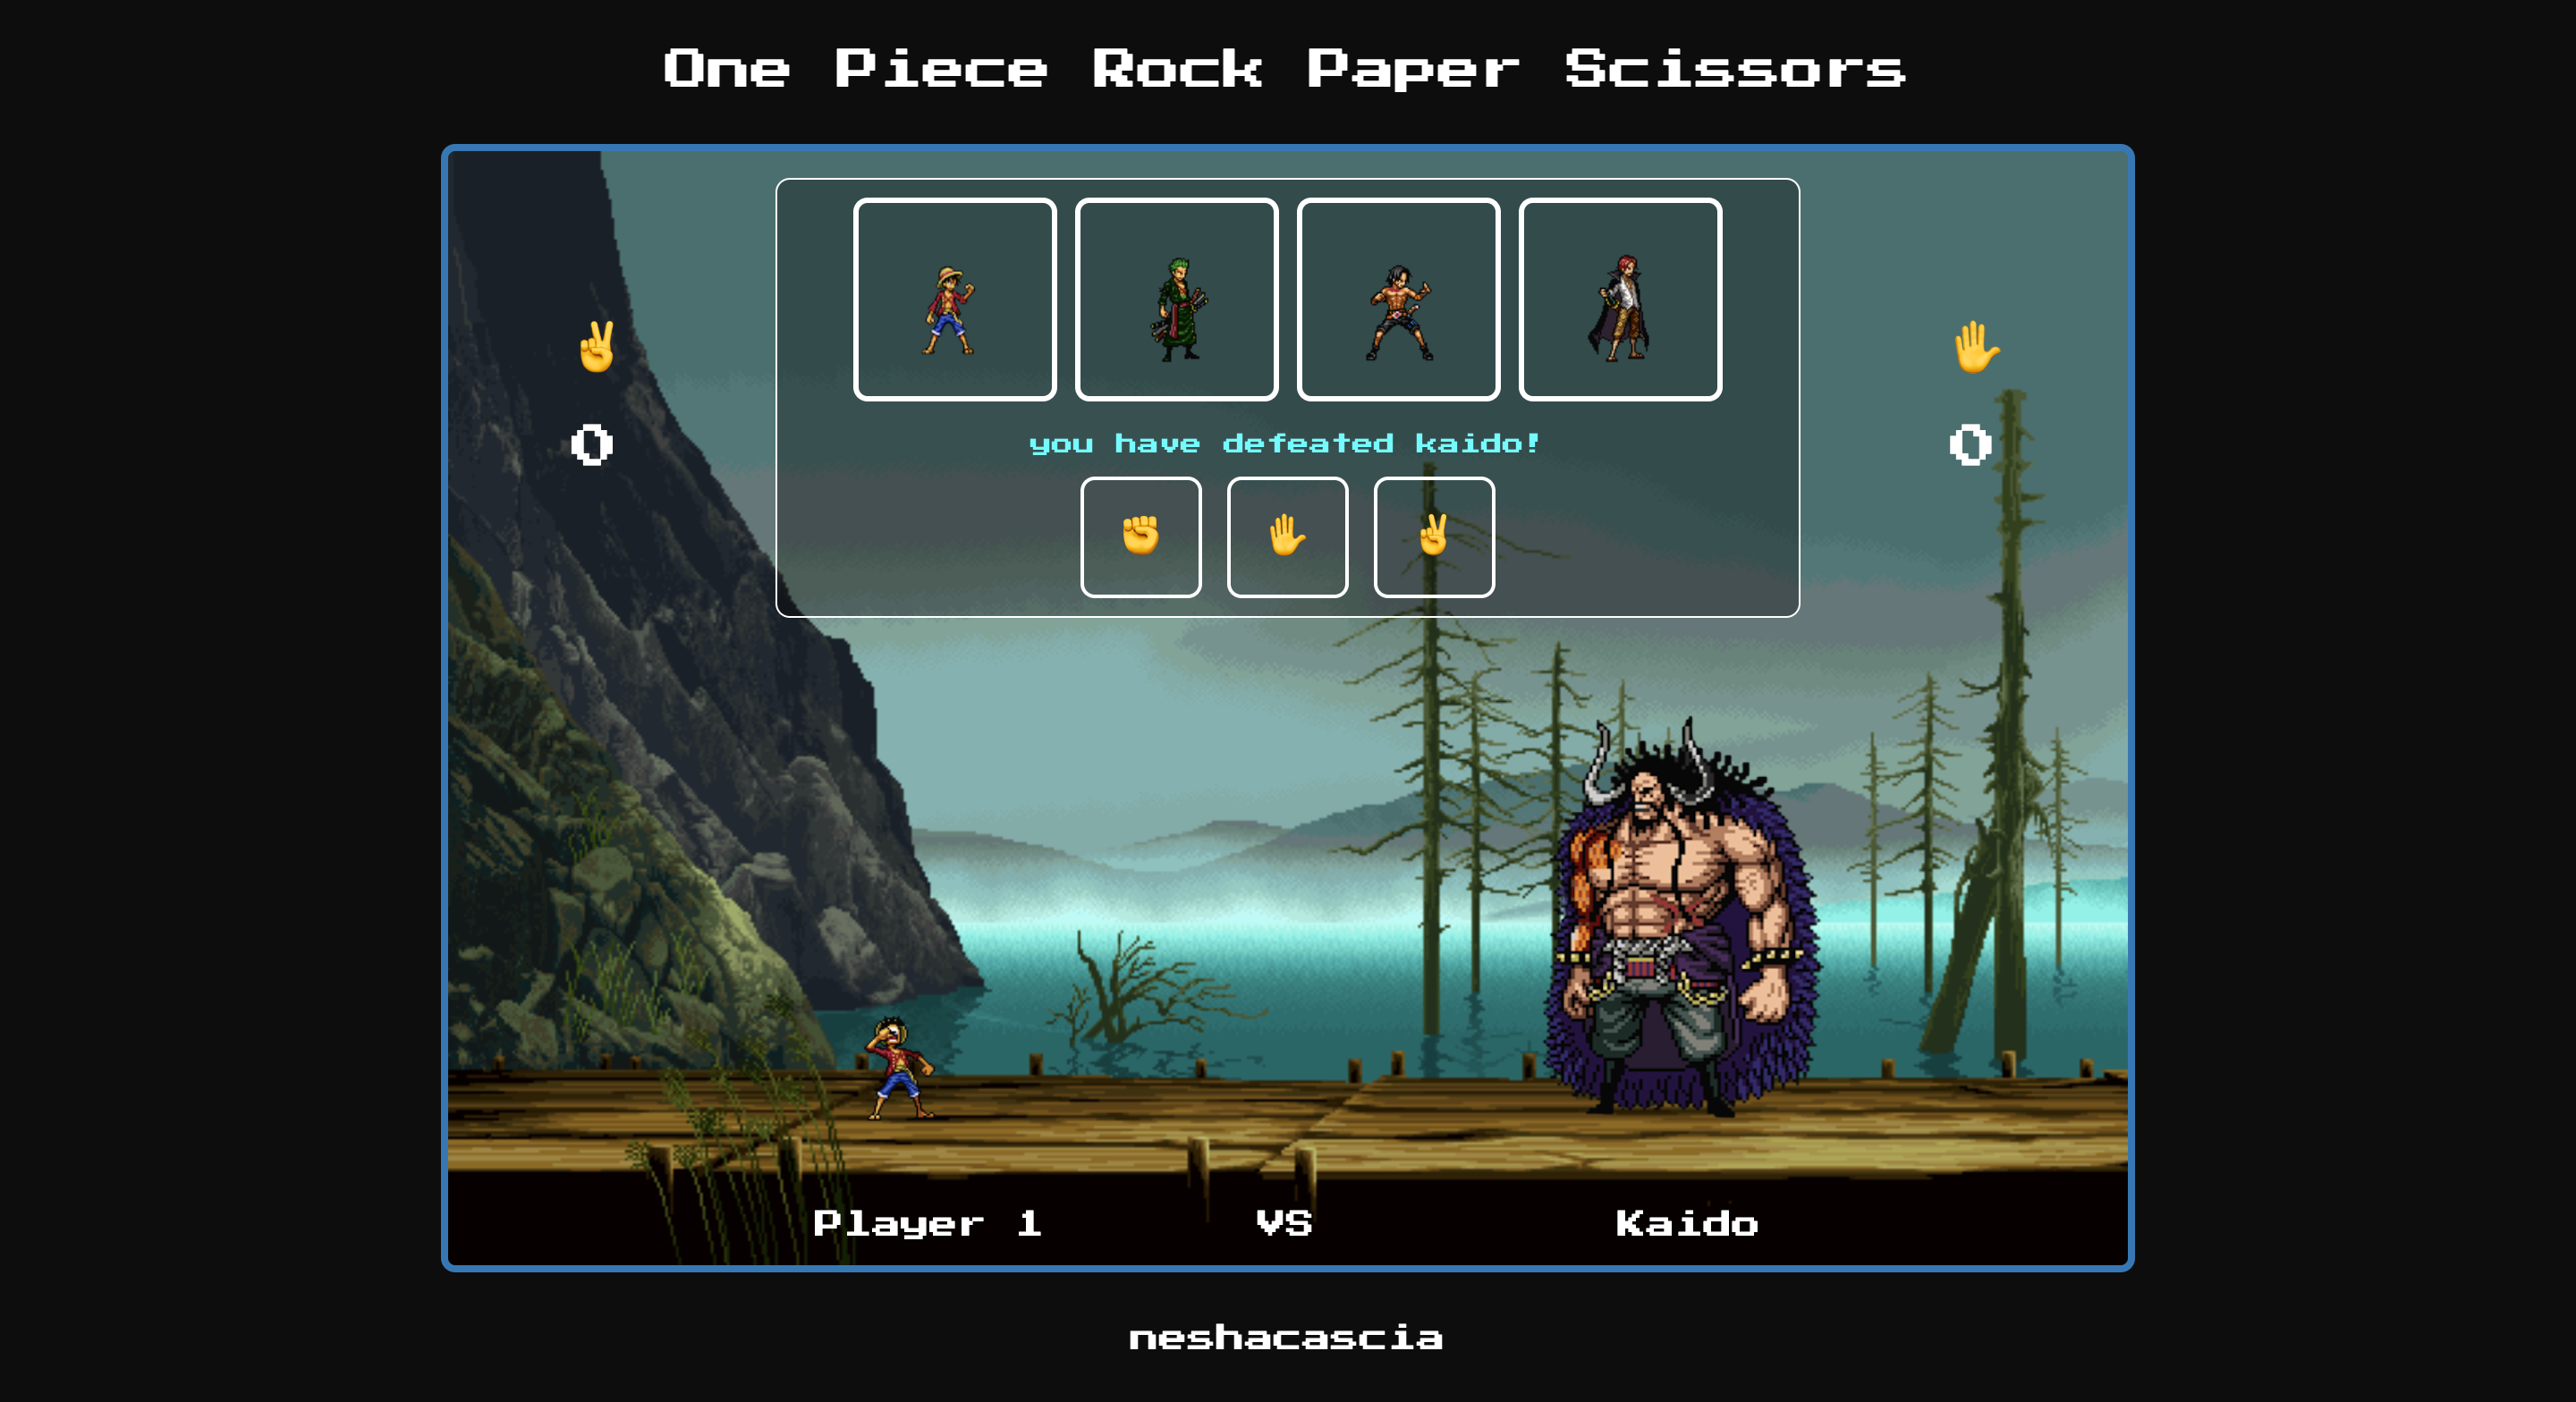 One Piece Rock Paper Scissors
0
0
you have defeated kaido!
Player 1
VS
Kaido
neshacascia